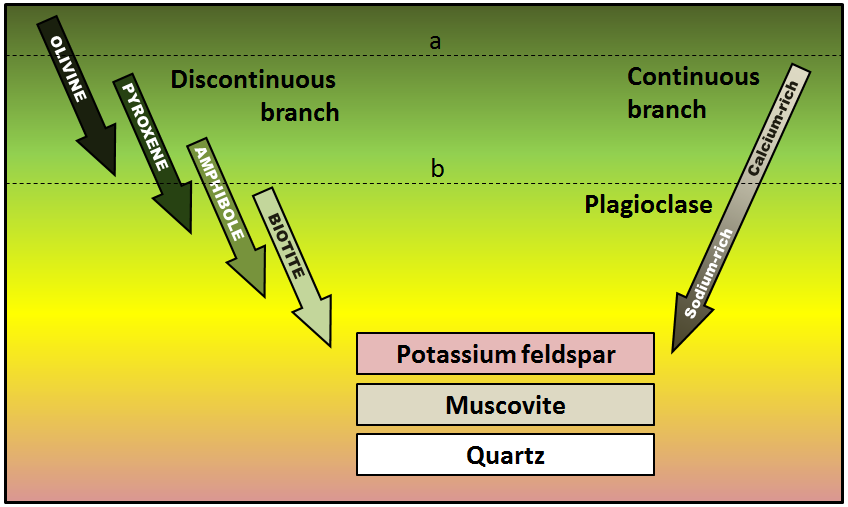 a
OLIVINE
PYROXENE
Discontinuous
branch
Continuous
branch
Calcium-rich
AMPHIBOLE
b
BIOTITE
Plagioclase
Sodium-rich
Potassium feldspar
Muscovite
Quartz